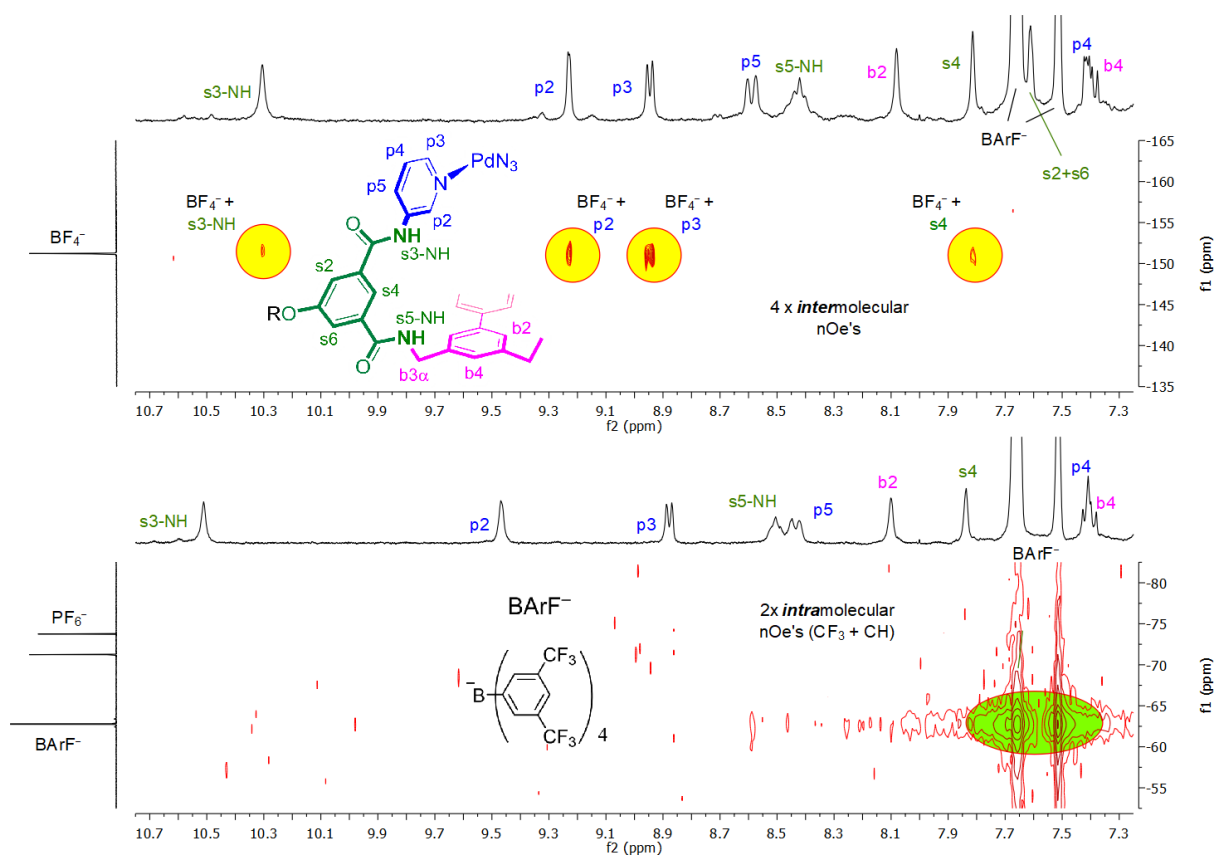 s3-NH
p2
p3
p5
s5-NH
b2
s4
p4
b4
BArF⁻
s2+s6
BF₄⁻
BF₄⁻ +
s3-NH
BF₄⁻ +
p2
BF₄⁻ +
p3
BF₄⁻ +
s4
p3
p4
PdN₃
p5
N
p2
O
NH
s3-NH
s2
s4
RO
s5-NH
s6
NH
b2
O
b3α
b4
4 x intermolecular
nOe's
-165
-160
-155
-150
-145
-140
-135
f1 (ppm)
10.7 10.5 10.3 10.1 9.9 9.7 9.5 9.3 9.1 8.9 8.7 8.5 8.3 8.1 7.9 7.7 7.5 7.3
f2 (ppm)
s3-NH
p2
p3
s5-NH
p5
b2
s4
p4
b4
BArF⁻
PF₆⁻
BArF⁻
BArF⁻
2x intramolecular
nOe's (CF₃ + CH)
CF₃
⁻
B
CF₃
4
-80
-75
-70
-65
-60
-55
f1 (ppm)
10.7 10.5 10.3 10.1 9.9 9.7 9.5 9.3 9.1 8.9 8.7 8.5 8.3 8.1 7.9 7.7 7.5 7.3
f2 (ppm)